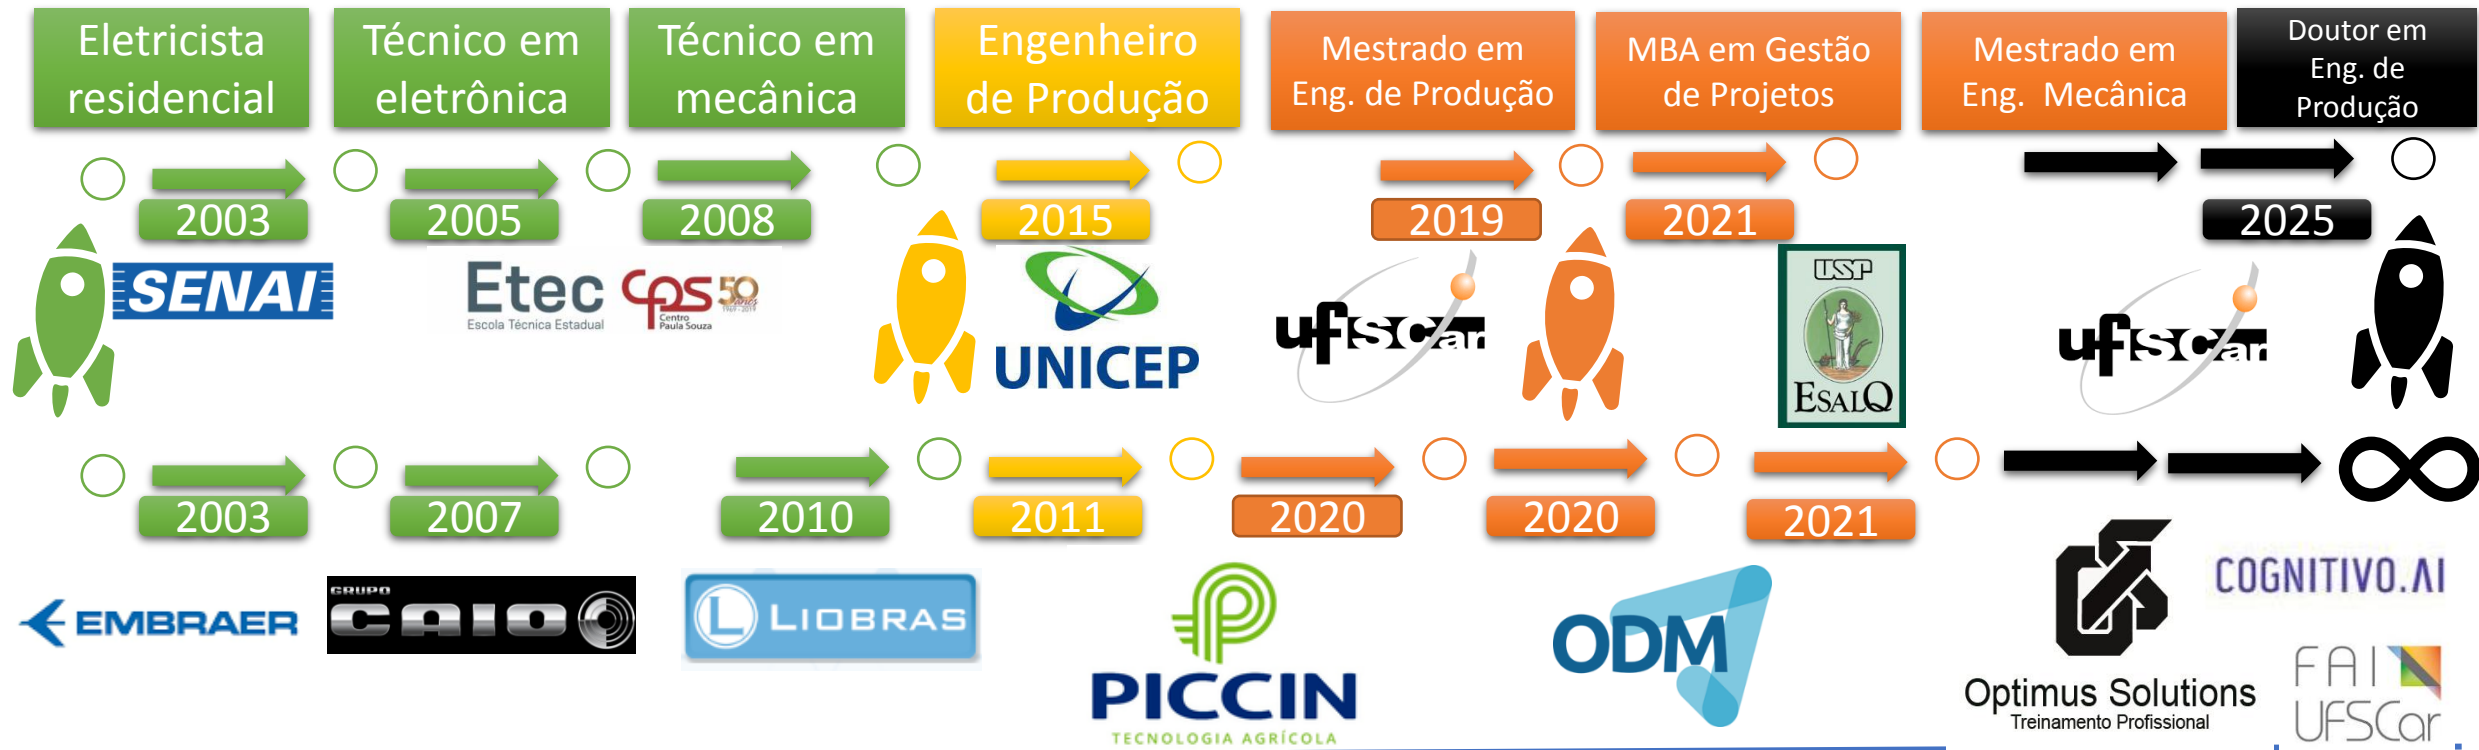 Eletricista
residencial
Técnico em
eletrônica
Técnico em
mecânica
Engenheiro
de Produção
Mestrado em
Eng. de Produção
MBA em Gestão
de Projetos
Mestrado em
Eng. Mecânica
Doutor em
Eng. de
Produção
2003
2005
2008
2015
2019
2021
2025
SENAI
Etec
Escola Técnica Estadual
CPS
Centro
Paula Souza
50
anos
1969 - 2019
UNICEP
ufscar
USP
ESALQ
ufscar
2003
2007
2010
2011
2020
2020
2021
EMBRAER
GRUPO
CAIO
L LIOBRAS
PICCIN
TECNOLOGIA AGRÍCOLA
ODM
Optimus Solutions
Treinamento Profissional
COGNITIVO.AI
FAI
UFSCar